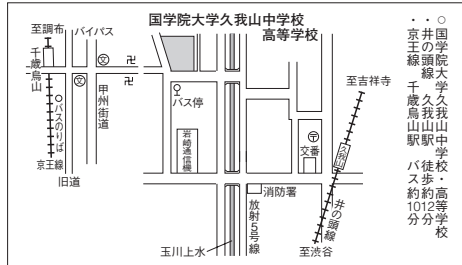 国学院大学久我山中学校
高等学校
至調布
バイパス
千歳烏山
バスのりば
京王線
旧道
甲州街道
文
文
卍
卍
バス停
岩崎通信機
玉川上水
放射5号線
消防署
交番
久我山
井の頭線
至吉祥寺
至渋谷
○国学院大学久我山中学校・高等学校
・井の頭線 久我山駅 徒歩約12分
・京王線 千歳烏山駅 バス約10分